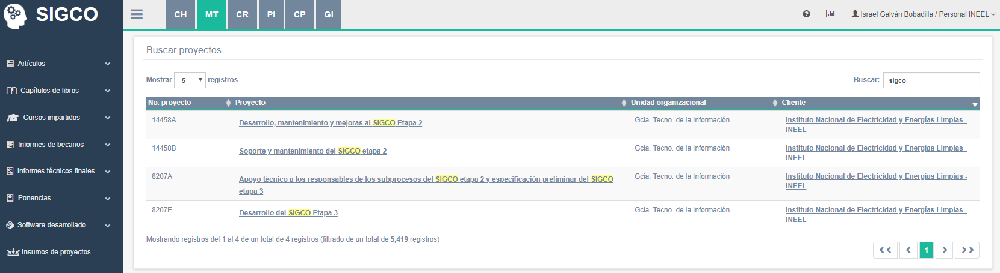 SIGCO
CH MT CR PI CP GI
Israel Galván Bobadilla / Personal INEEL
Artículos
Capítulos de libros
Cursos impartidos
Informes de becarios
Informes técnicos finales
Ponencias
Software desarrollado
Insumos de proyectos
Buscar proyectos
Mostrar 5 registros
Buscar: sigco
No. proyecto Proyecto Unidad organizacional Cliente
14458A Desarrollo, mantenimiento y mejoras al SIGCO Etapa 2 Gcia. Tecno. de la Información Instituto Nacional de Electricidad y Energías Limpias -
INEEL
14458B Soporte y mantenimiento del SIGCO etapa 2 Gcia. Tecno. de la Información Instituto Nacional de Electricidad y Energías Limpias -
INEEL
8207A Apoyo técnico a los responsables de los subprocesos del SIGCO etapa 2 y especificación preliminar del SIGCO Gcia. Tecno. de la Información Instituto Nacional de Electricidad y Energías Limpias -
etapa 3 INEEL
8207E Desarrollo del SIGCO Etapa 3 Gcia. Tecno. de la Información Instituto Nacional de Electricidad y Energías Limpias -
INEEL
Mostrando registros del 1 al 4 de un total de 4 registros (filtrado de un total de 5,419 registros)
1